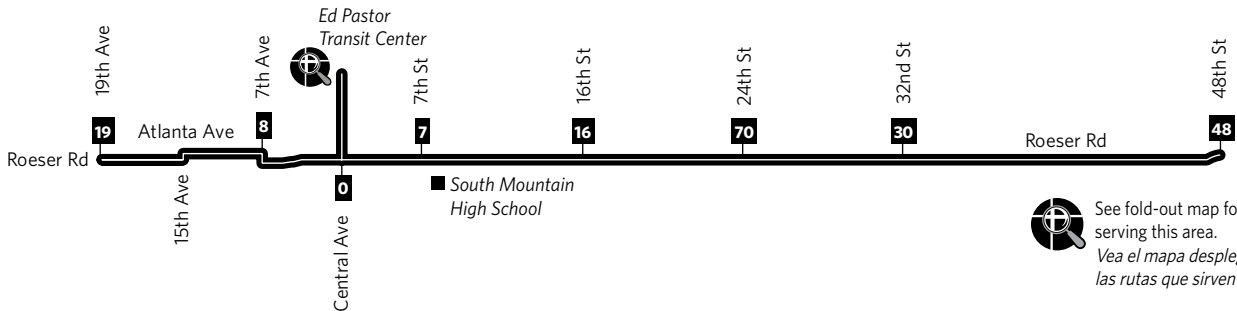 Ed Pastor
Transit Center
19th Ave
7th Ave
7th St
16th St
24th St
32nd St
48th St
19
Atlanta Ave
8
7
16
70
30
Roeser Rd
48
Roeser Rd
15th Ave
0
Central Ave
South Mountain
High School
See fold-out map fo
serving this area.
Vea el mapa desple
las rutas que sirven